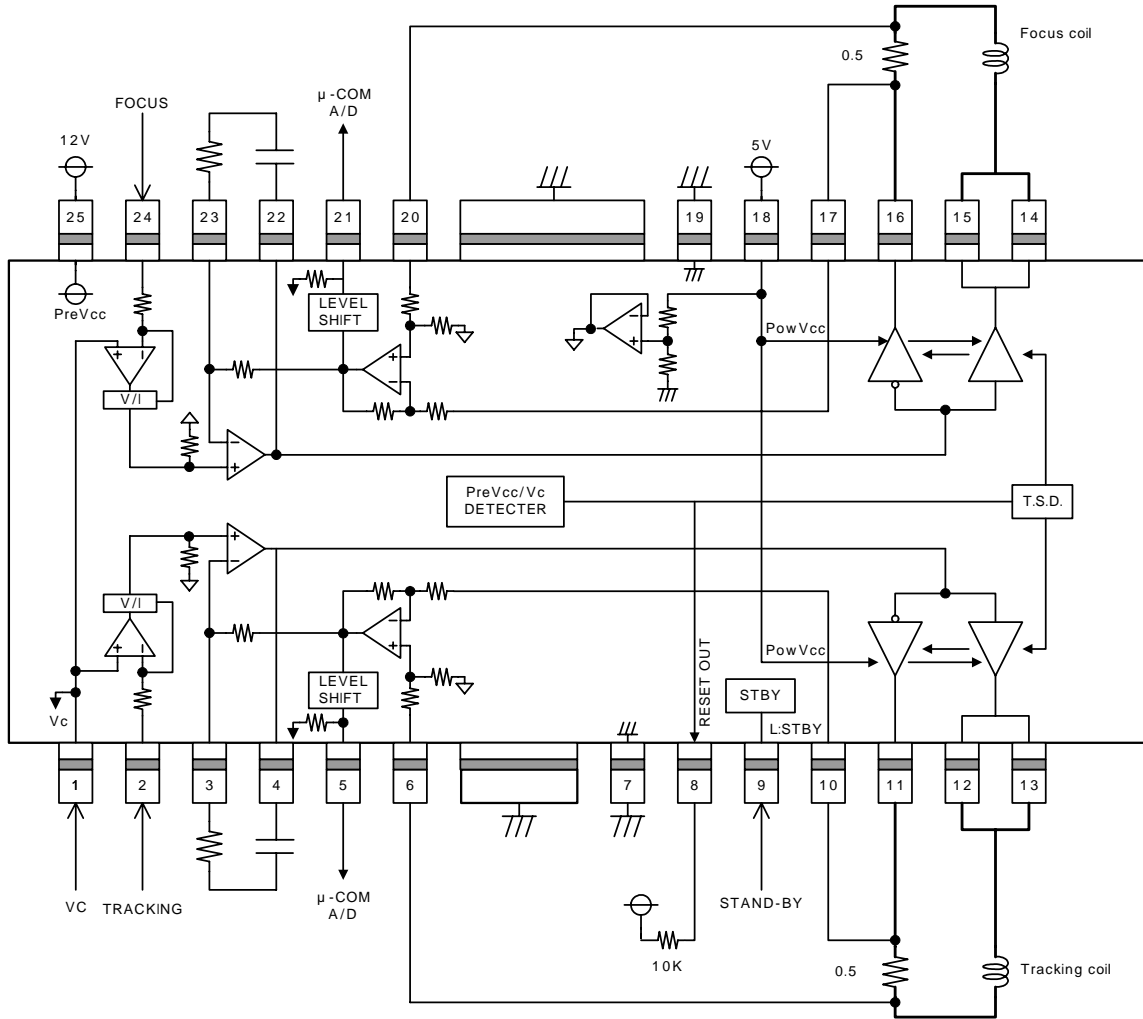 Focus coil
0.5
µ-COM
A/D
FOCUS
12V
5V
25
24
23
22
21
20
19
18
17
16
15
14
PreVcc
LEVEL
SHIFT
PowVcc
+ −
V/I
+
−
−
+
−
+
PreVcc/Vc
DETECTER
T.S.D.
+
−
V/I
+ −
−
+
LEVEL
SHIFT
Vc
RESET OUT
STBY
L:STBY
PowVcc
1
2
3
4
5
6
7
8
9
10
11
12
13
VC
TRACKING
µ-COM
A/D
10K
STAND-BY
0.5
Tracking coil